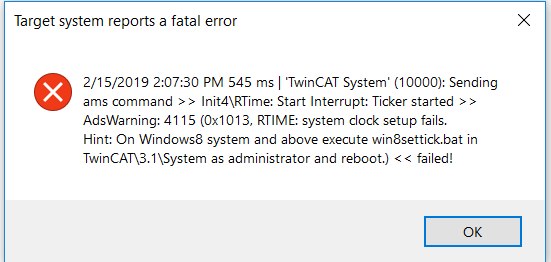 Target system reports a fatal error
2/15/2019 2:07:30 PM 545 ms | 'TwinCAT System' (10000): Sending
ams command >> Init4\RTime: Start Interrupt: Ticker started >>
AdsWarning: 4115 (0x1013, RTIME: system clock setup fails.
Hint: On Windows8 system and above execute win8settick.bat in
TwinCAT\3.1\System as administrator and reboot.) << failed!
OK